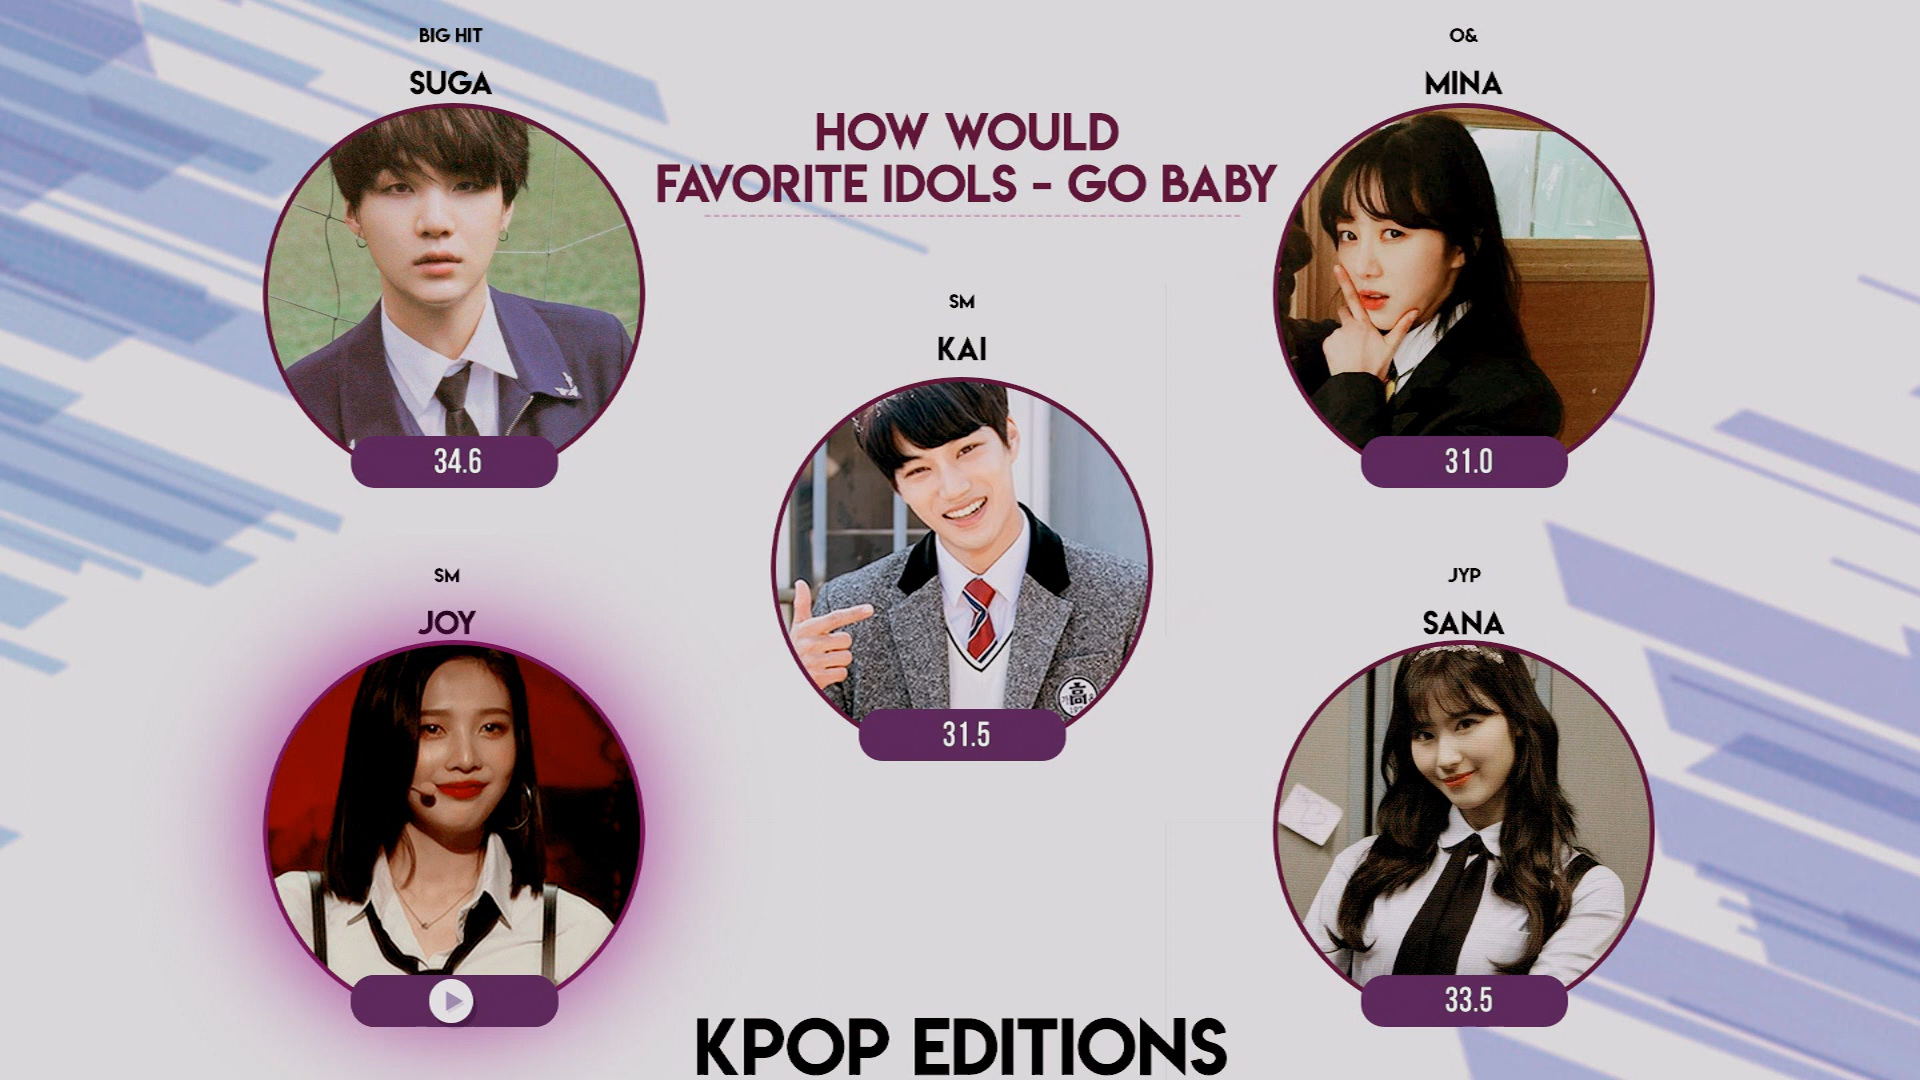 BIG HIT
SUGA
34.6
HOW WOULD
FAVORITE IDOLS - GO BABY
O&
MINA
31.0
SM
KAI
高
31.5
SM
JOY
JYP
SANA
33.5
KPOP EDITIONS